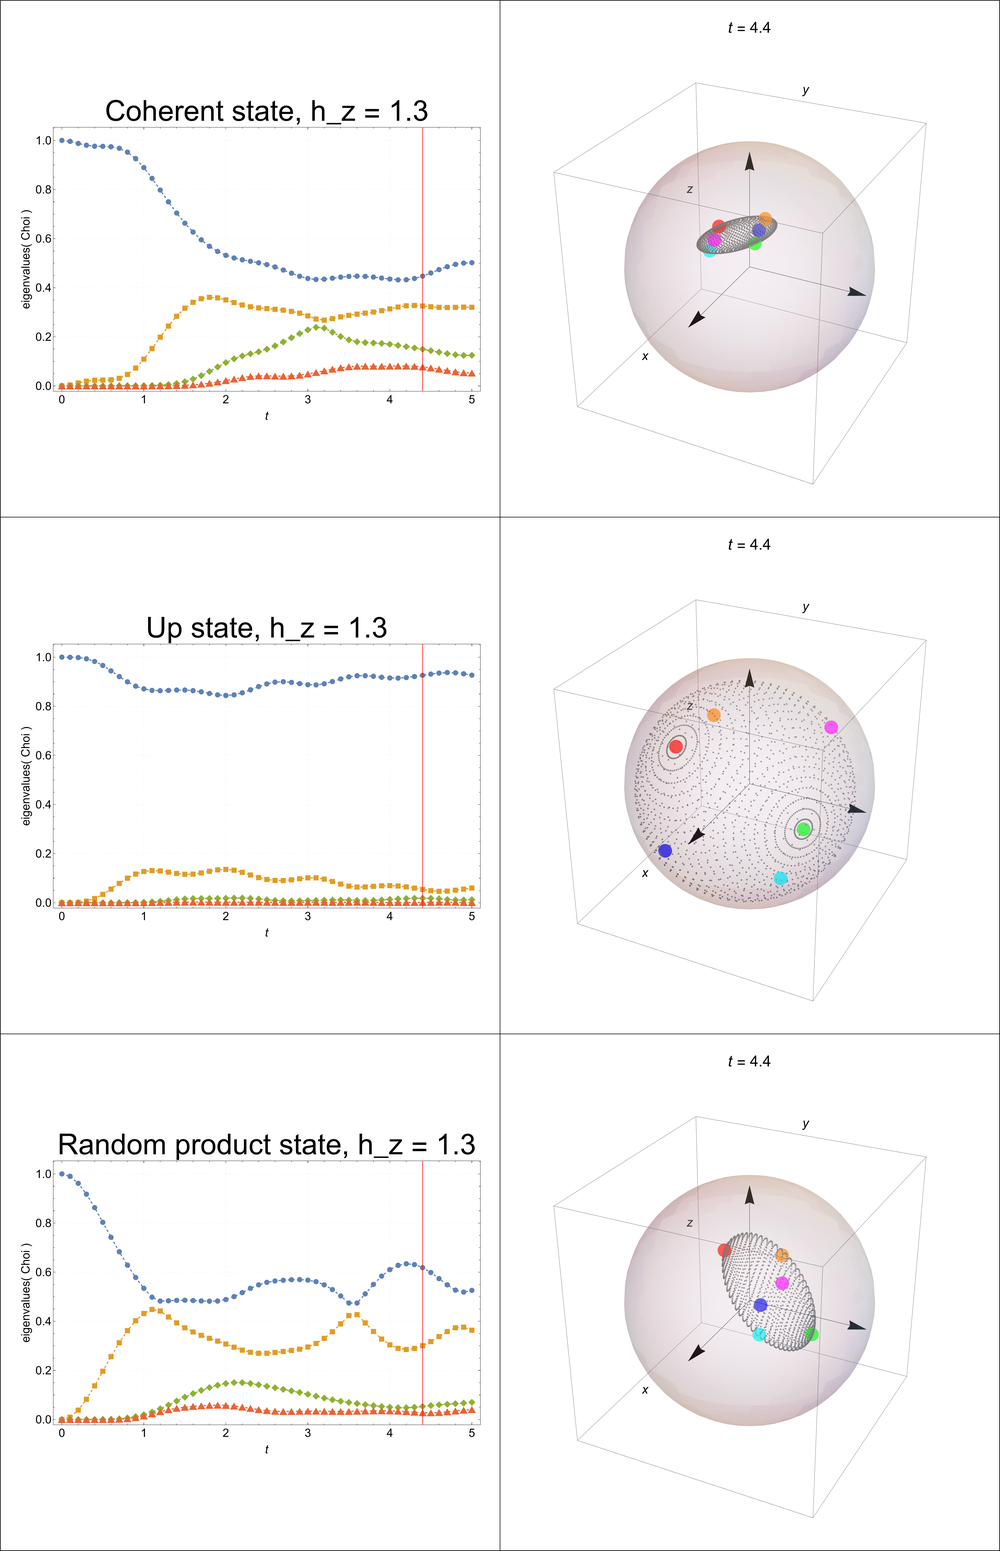 t = 4.4
Coherent state, h_z = 1.3
eigenvalues( Choi )
1.0
0.8
0.6
0.4
0.2
0.0
0 1 2 3 4 5
t
y
z
x
t = 4.4
Up state, h_z = 1.3
eigenvalues( Choi )
1.0
0.8
0.6
0.4
0.2
0.0
0 1 2 3 4 5
t
y
z
x
t = 4.4
Random product state, h_z = 1.3
eigenvalues( Choi )
1.0
0.8
0.6
0.4
0.2
0.0
0 1 2 3 4 5
t
y
z
x